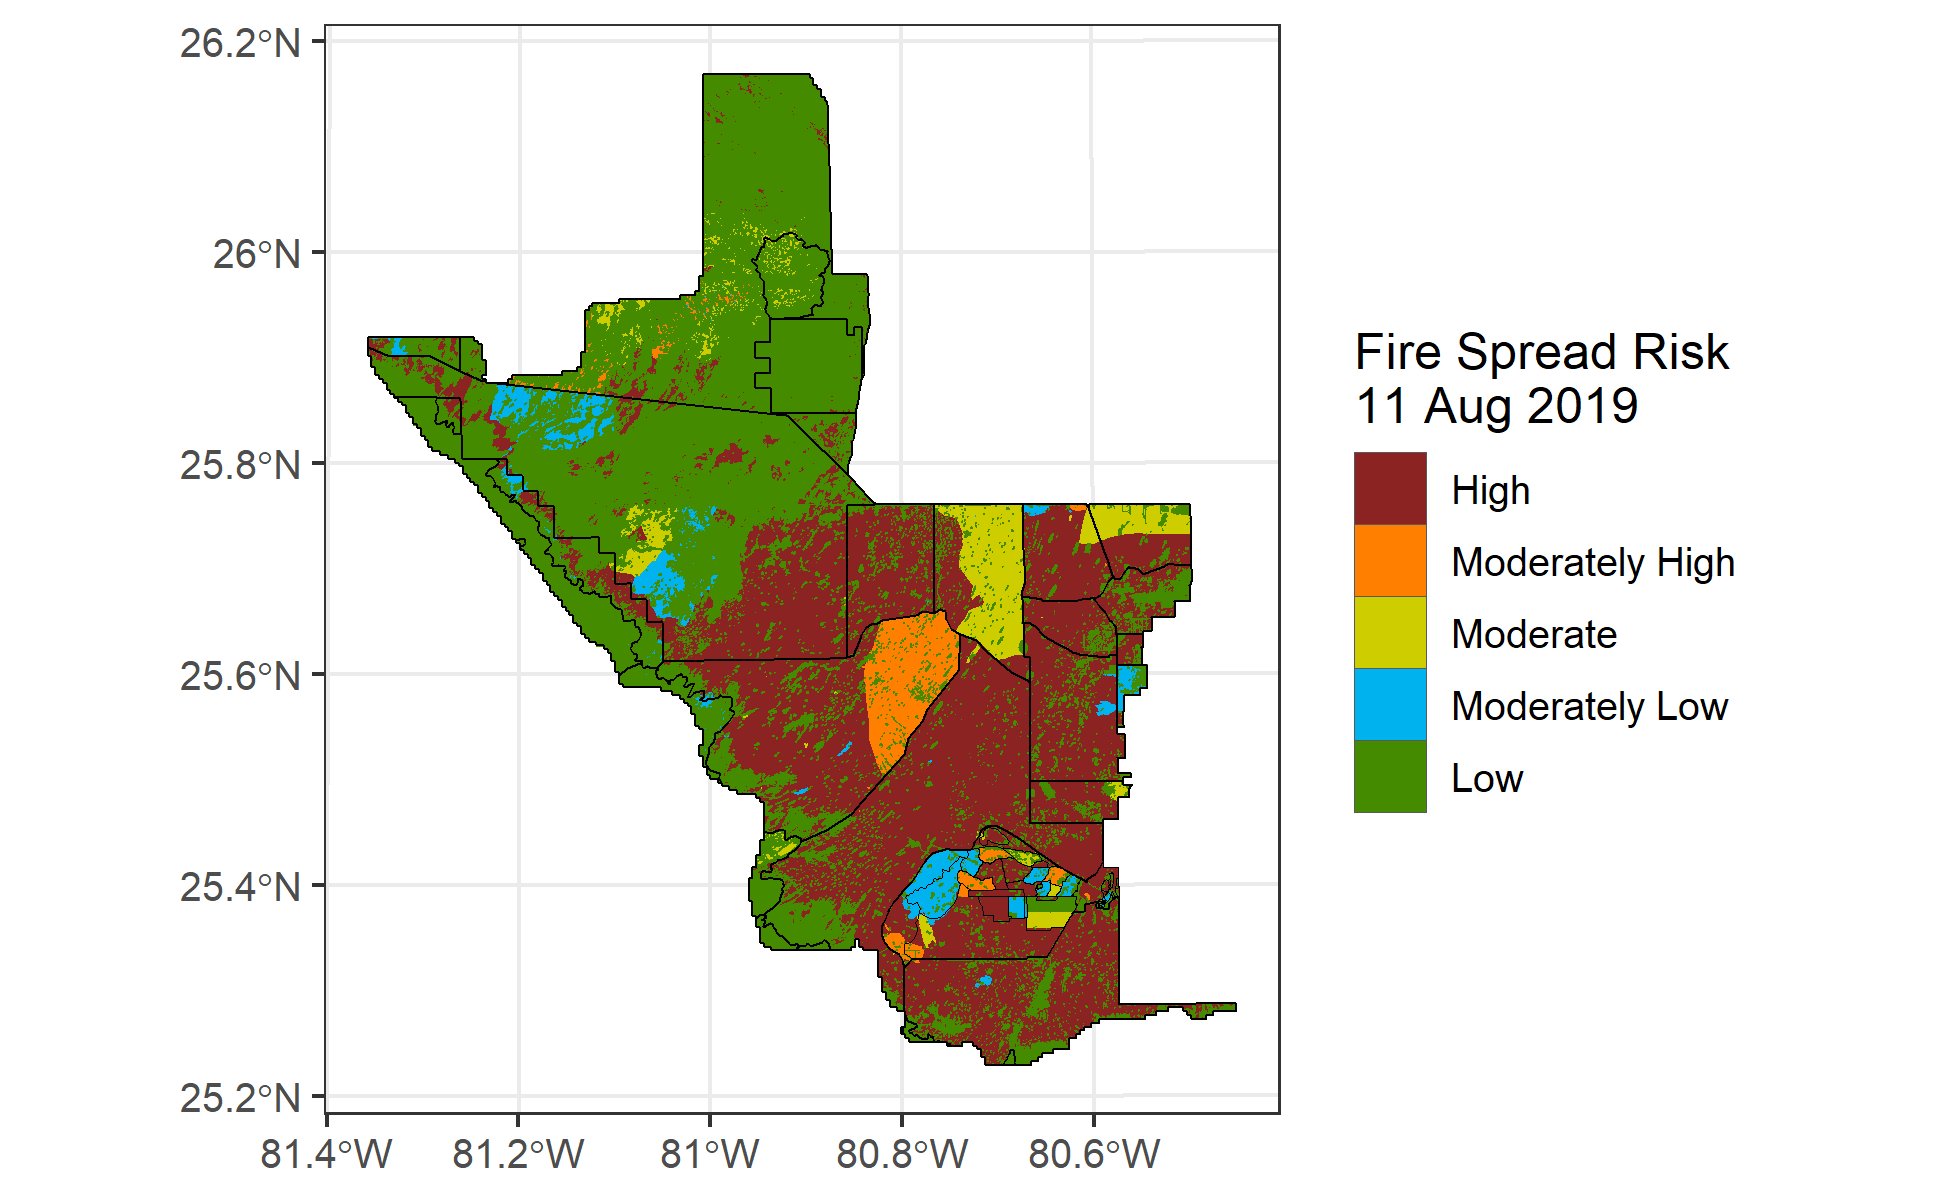 26.2°N
26°N
25.8°N
25.6°N
25.4°N
25.2°N
81.4°W
81.2°W
81°W
80.8°W
80.6°W
Fire Spread Risk
11 Aug 2019
High
Moderately High
Moderate
Moderately Low
Low